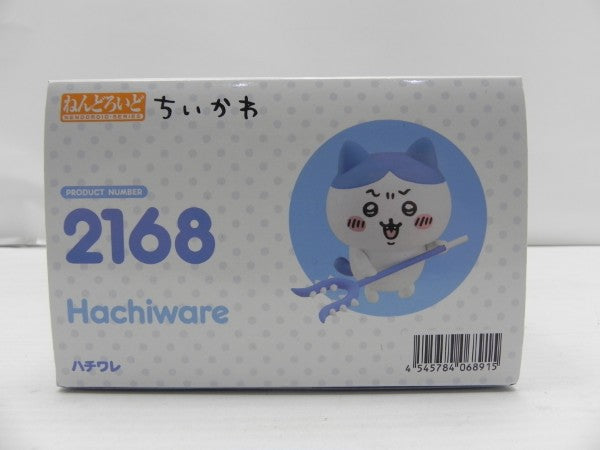 ねんどろいど
NENDOROID SERIES
ちいかわ
PRODUCT NUMBER
2168
Hachiware
ハチワレ
4 545784 068915